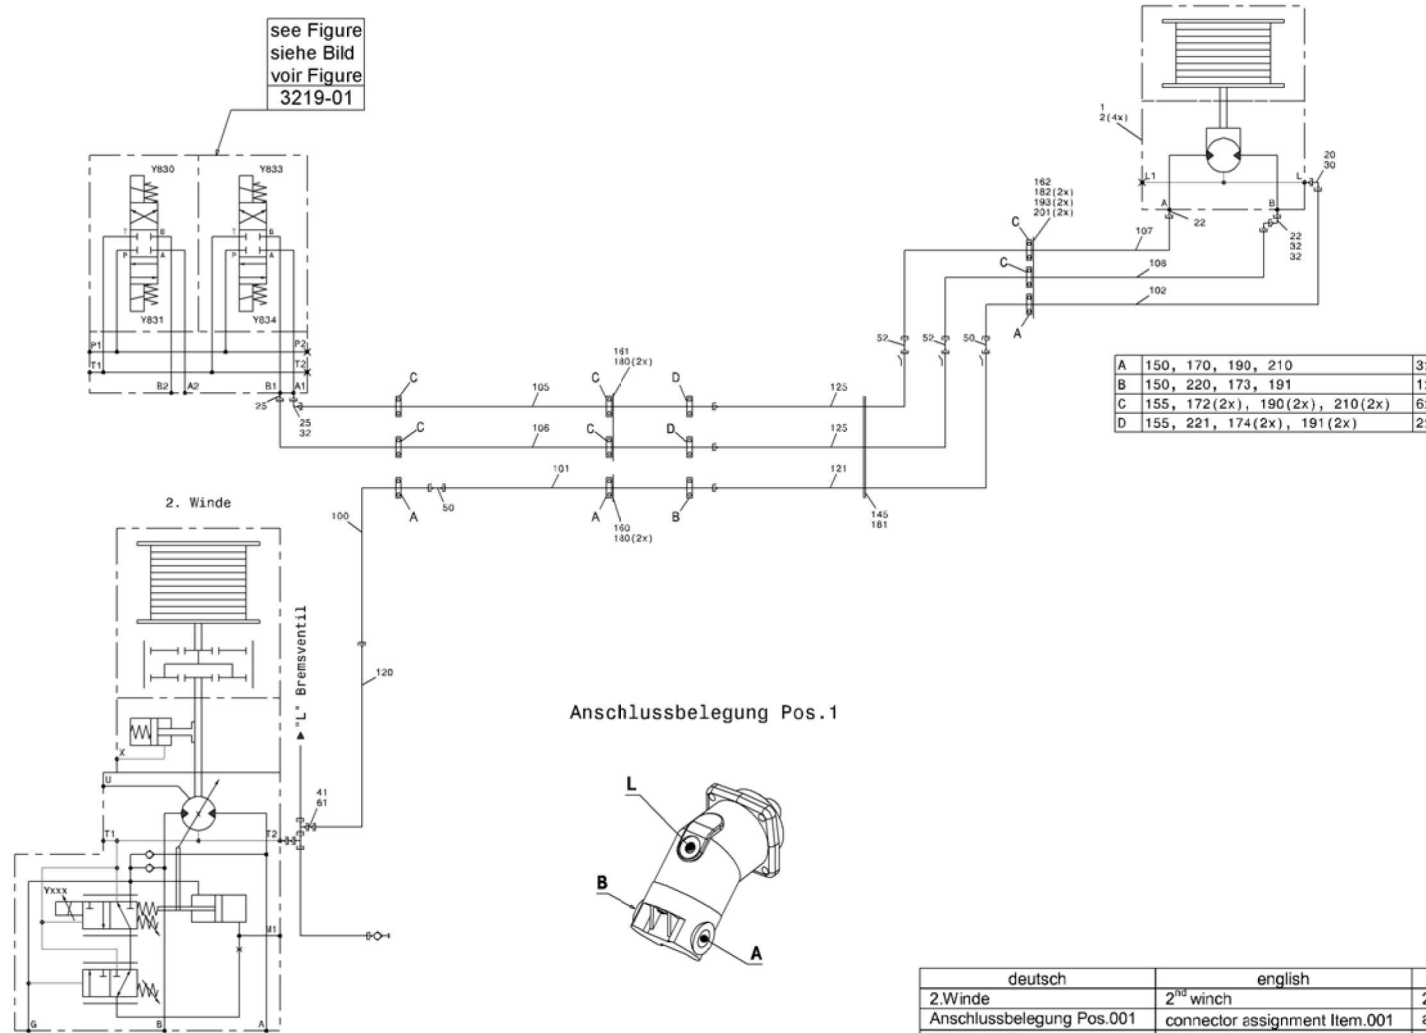 see Figure
siehe Bild
voir Figure
3219-01
1
2(4x)
Y830
Y833
20
30
L1
L
162
182(2x)
193(2x)
201(2x)
A
B
22
C
107
22
32
32
T
B
T
B
P
A
P
A
C
108
102
Y831
Y834
A
P1
P2
52
52
50
T1
T2
161
180(2x)
B2
A2
B1
A1
C
C
D
105
125
25
25
32
C
C
D
106
125
101
121
50
A
A
B
160
180(2x)
145
181
A 150, 170, 190, 210
B 150, 220, 173, 191
C 155, 172(2x), 190(2x), 210(2x)
D 155, 221, 174(2x), 191(2x)
2. Winde
100
"L" Bremsventil
120
Anschlussbelegung Pos.1
X
U
41
61
T1
T2
L
B
A
Yxxx
M1
G
B
A
deutsch english
2.Winde 2nd winch
Anschlussbelegung Pos.001 connector assignment Item.001